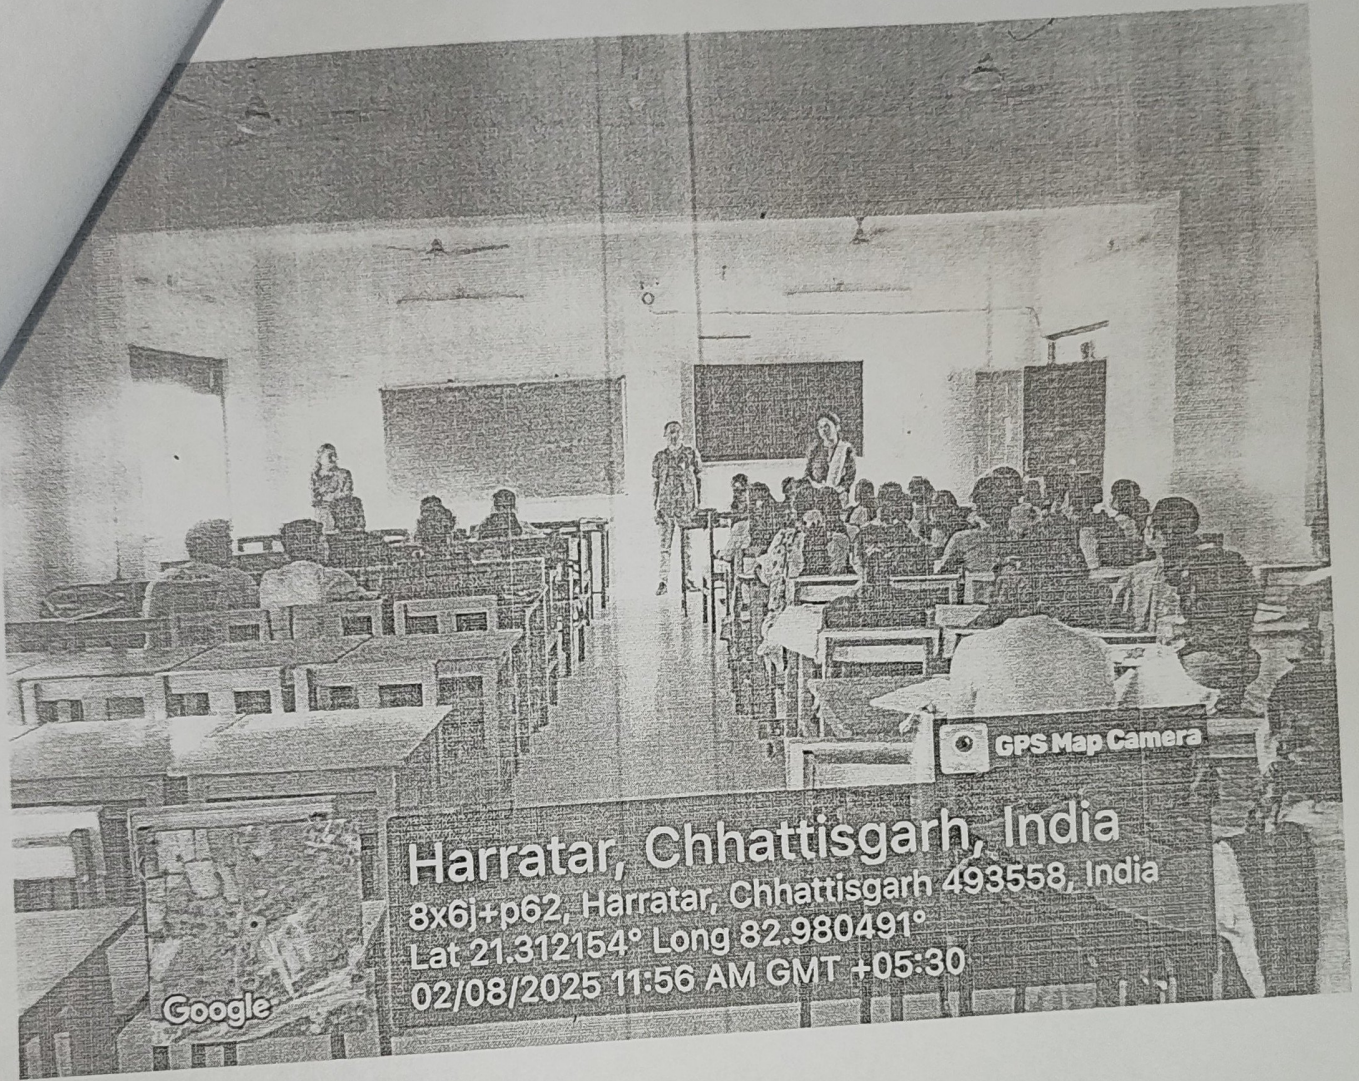 GPS Map Camera
Harratar, Chhattisgarh, India
8x6j+p62, Harratar, Chhattisgarh 493558, India
Lat 21.312154° Long 82.980491°
02/08/2025 11:56 AM GMT +05:30
Google